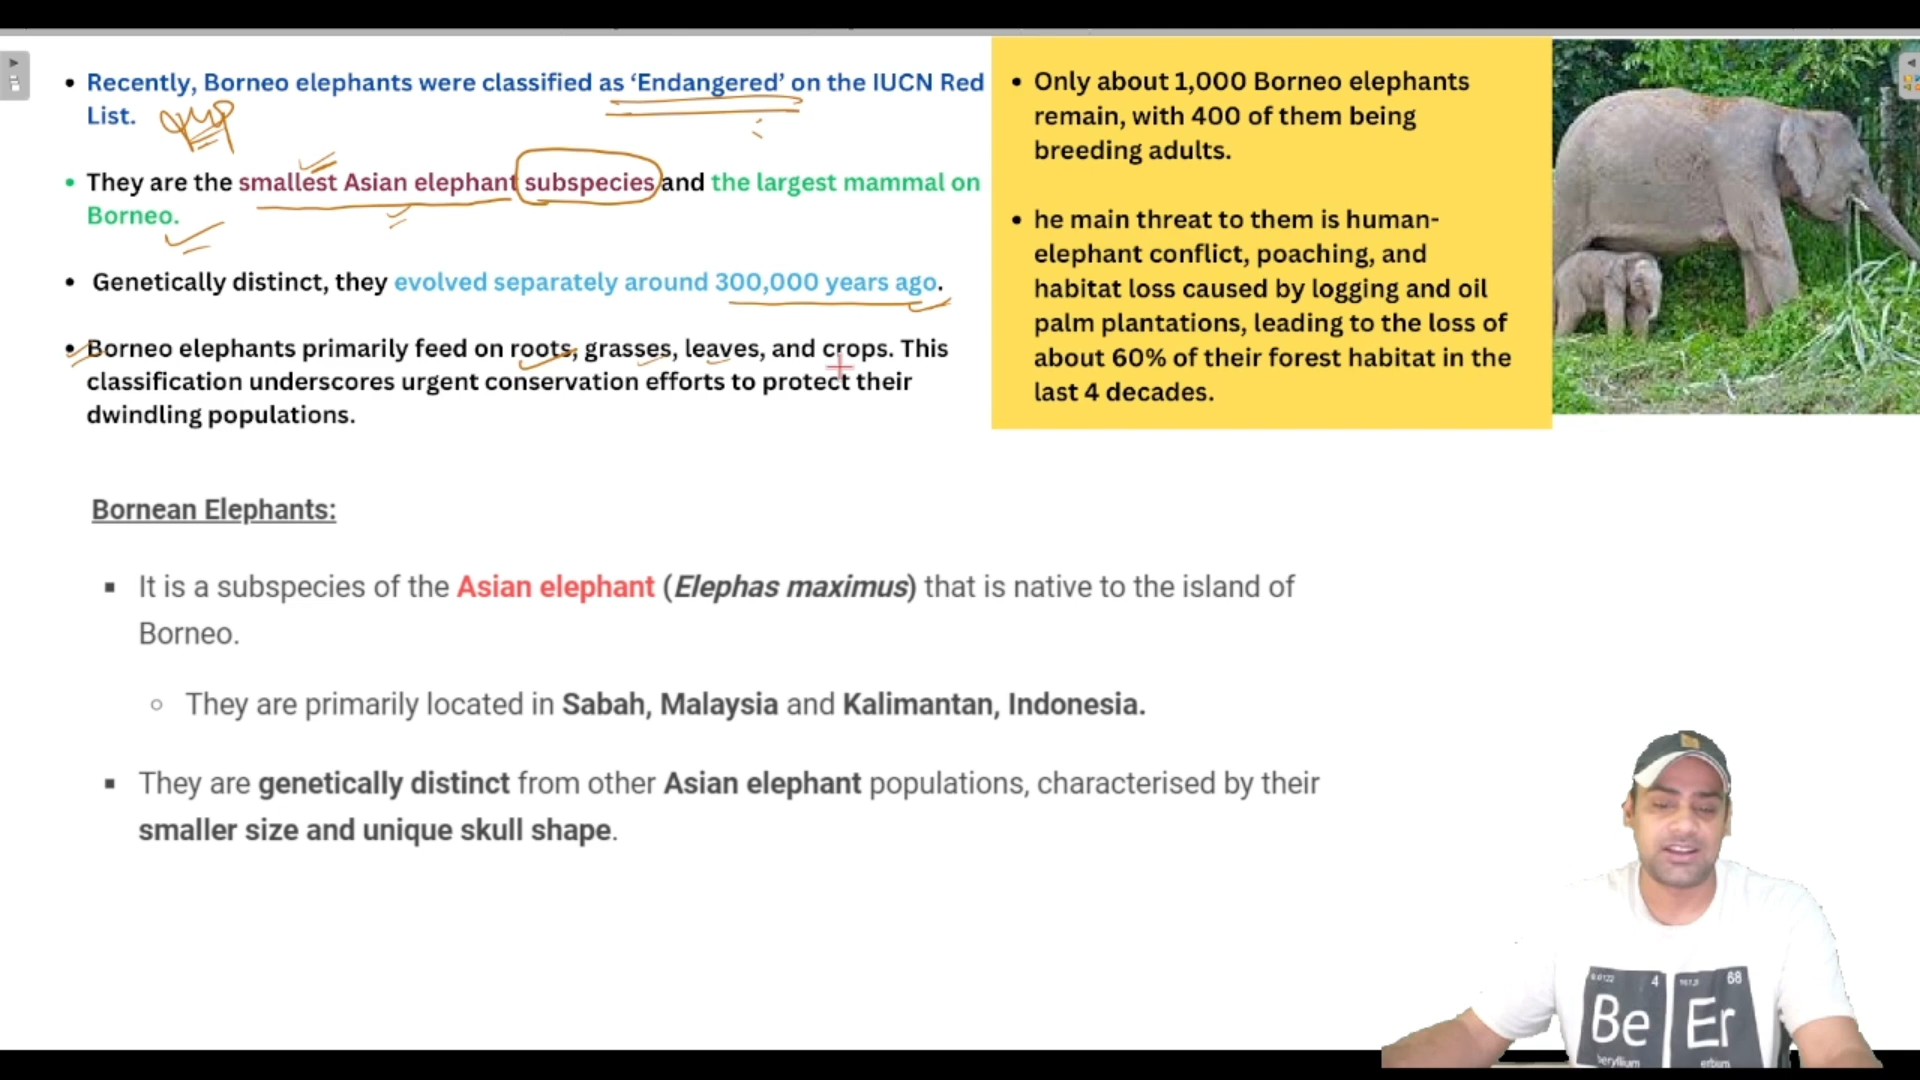 • Recently, Borneo elephants were classified as ‘Endangered’ on the IUCN Red
List.
• They are the smallest Asian elephant subspecies and the largest mammal on
Borneo.
• Genetically distinct, they evolved separately around 300,000 years ago.
• Borneo elephants primarily feed on roots, grasses, leaves, and crops. This
classification underscores urgent conservation efforts to protect their
dwindling populations.
• Only about 1,000 Borneo elephants
remain, with 400 of them being
breeding adults.
• he main threat to them is human-
elephant conflict, poaching, and
habitat loss caused by logging and oil
palm plantations, leading to the loss of
about 60% of their forest habitat in the
last 4 decades.
Bornean Elephants:
▪ It is a subspecies of the Asian elephant (Elephas maximus) that is native to the island of
Borneo.
○ They are primarily located in Sabah, Malaysia and Kalimantan, Indonesia.
▪ They are genetically distinct from other Asian elephant populations, characterised by their
smaller size and unique skull shape.
4 68
Be Er
beryllium erbium